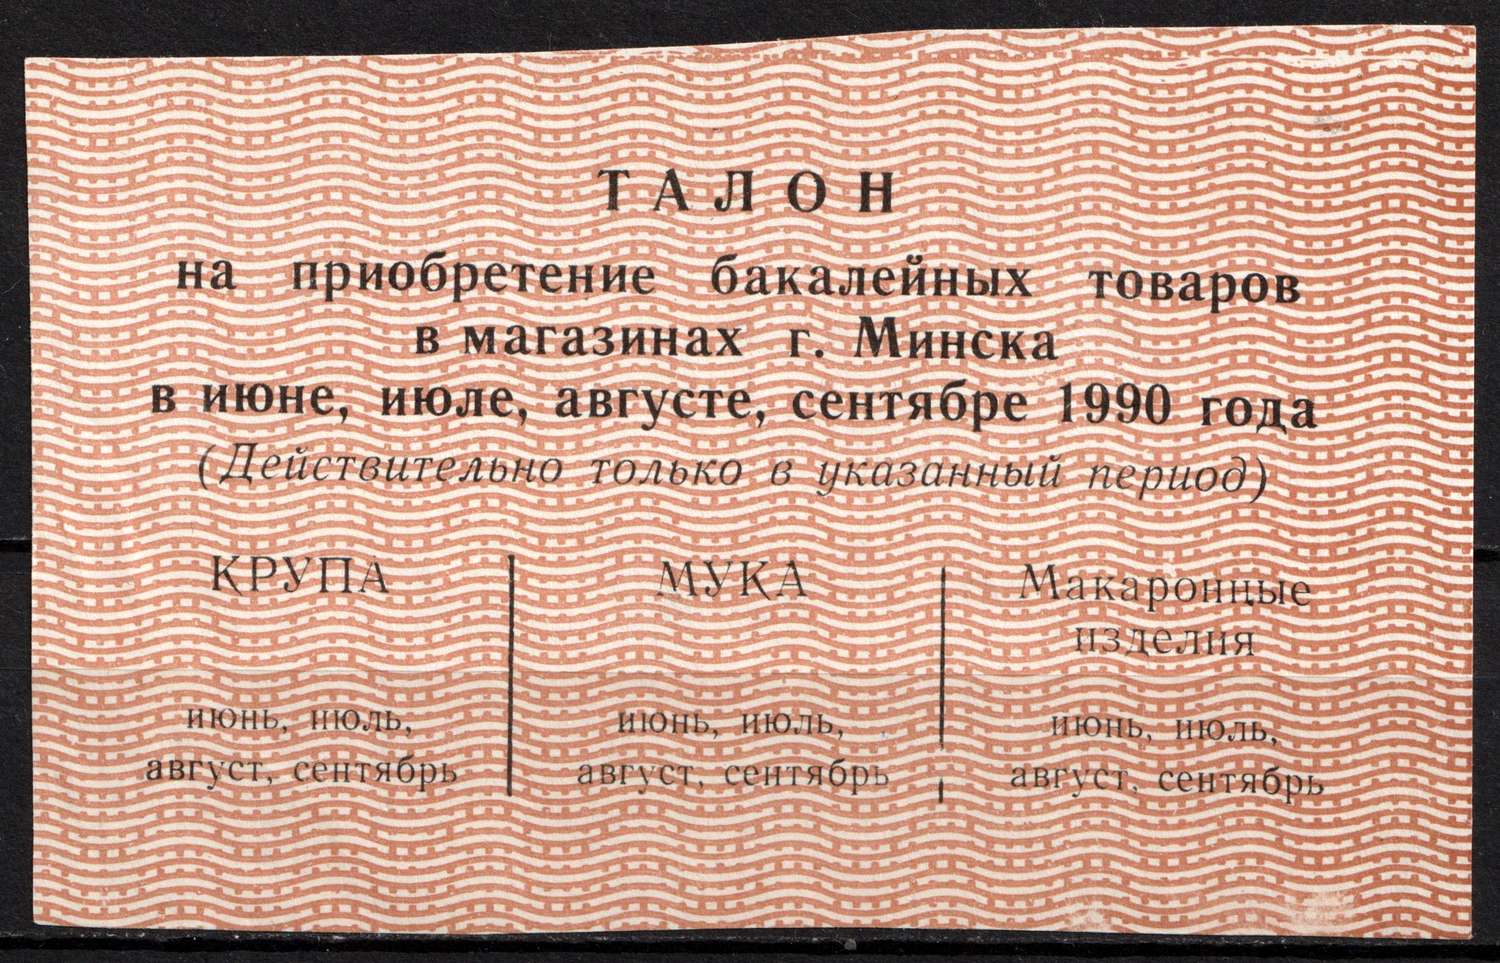 ТАЛОН
на приобретение бакалейных товаров
в магазинах г. Минска
в июне, июле, августе, сентябре 1990 года
(Действительно только в указанный период)
КРУПА
июнь, июль,
август, сентябрь
МУКА
июнь, июль,
август, сентябрь
Макаронные
изделия
июнь, июль,
август, сентябрь